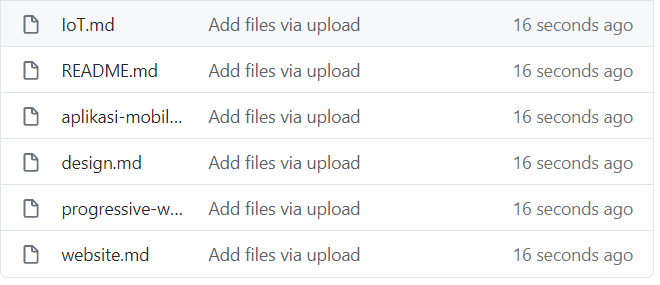 IoT.md Add files via upload 16 seconds ago
README.md Add files via upload 16 seconds ago
aplikasi-mobil... Add files via upload 16 seconds ago
design.md Add files via upload 16 seconds ago
progressive-w... Add files via upload 16 seconds ago
website.md Add files via upload 16 seconds ago